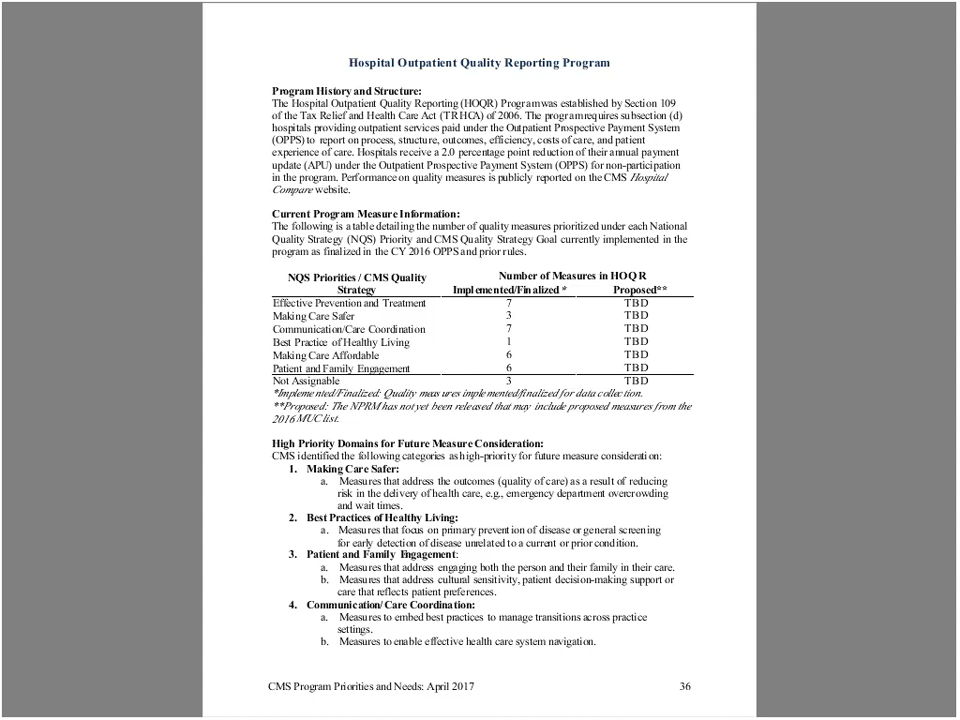 Hospital Outpatient Quality Reporting Program
Program History and Structure:
The Hospital Outpatient Quality Reporting (HOQR) Program was established by Section 109
of the Tax Relief and Health Care Act (TRHCA) of 2006. The program requires subsection (d)
hospitals providing outpatient services paid under the Outpatient Prospective Payment System
(OPPS) to report on process, structure, outcomes, efficiency, costs of care, and patient
experience of care. Hospitals receive a 2.0 percentage point reduction of their annual payment
update (APU) under the Outpatient Prospective Payment System (OPPS) for non-participation
in the program. Performance on quality measures is publicly reported on the CMS Hospital
Compare website.
Current Program Measure Information:
The following is a table detailing the number of quality measures prioritized under each National
Quality Strategy (NQS) Priority and CMS Quality Strategy Goal currently implemented in the
program as finalized in the CY 2016 OPPS and prior rules.
NQS Priorities / CMS Quality Strategy Number of Measures in HOQR
Implemented/Finalized * Proposed**
Effective Prevention and Treatment 7 TBD
Making Care Safer 3 TBD
Communication/Care Coordination 7 TBD
Best Practice of Healthy Living 1 TBD
Making Care Affordable 6 TBD
Patient and Family Engagement 6 TBD
Not Assignable 3 TBD
*Implemented/Finalized: Quality measures implemented/finalized for data collection.
**Proposed: The NPRM has not yet been released that may include proposed measures from the
2016 MUC list.
High Priority Domains for Future Measure Consideration:
CMS identified the following categories as high-priority for future measure consideration:
1. Making Care Safer:
a. Measures that address the outcomes (quality of care) as a result of reducing
risk in the delivery of health care, e.g., emergency department overcrowding
and wait times.
2. Best Practices of Healthy Living:
a. Measures that focus on primary prevention of disease or general screening
for early detection of disease unrelated to a current or prior condition.
3. Patient and Family Engagement:
a. Measures that address engaging both the person and their family in their care.
b. Measures that address cultural sensitivity, patient decision-making support or
care that reflects patient preferences.
4. Communication/Care Coordination:
a. Measures to embed best practices to manage transitions across practice
settings.
b. Measures to enable effective health care system navigation.
CMS Program Priorities and Needs: April 2017 36